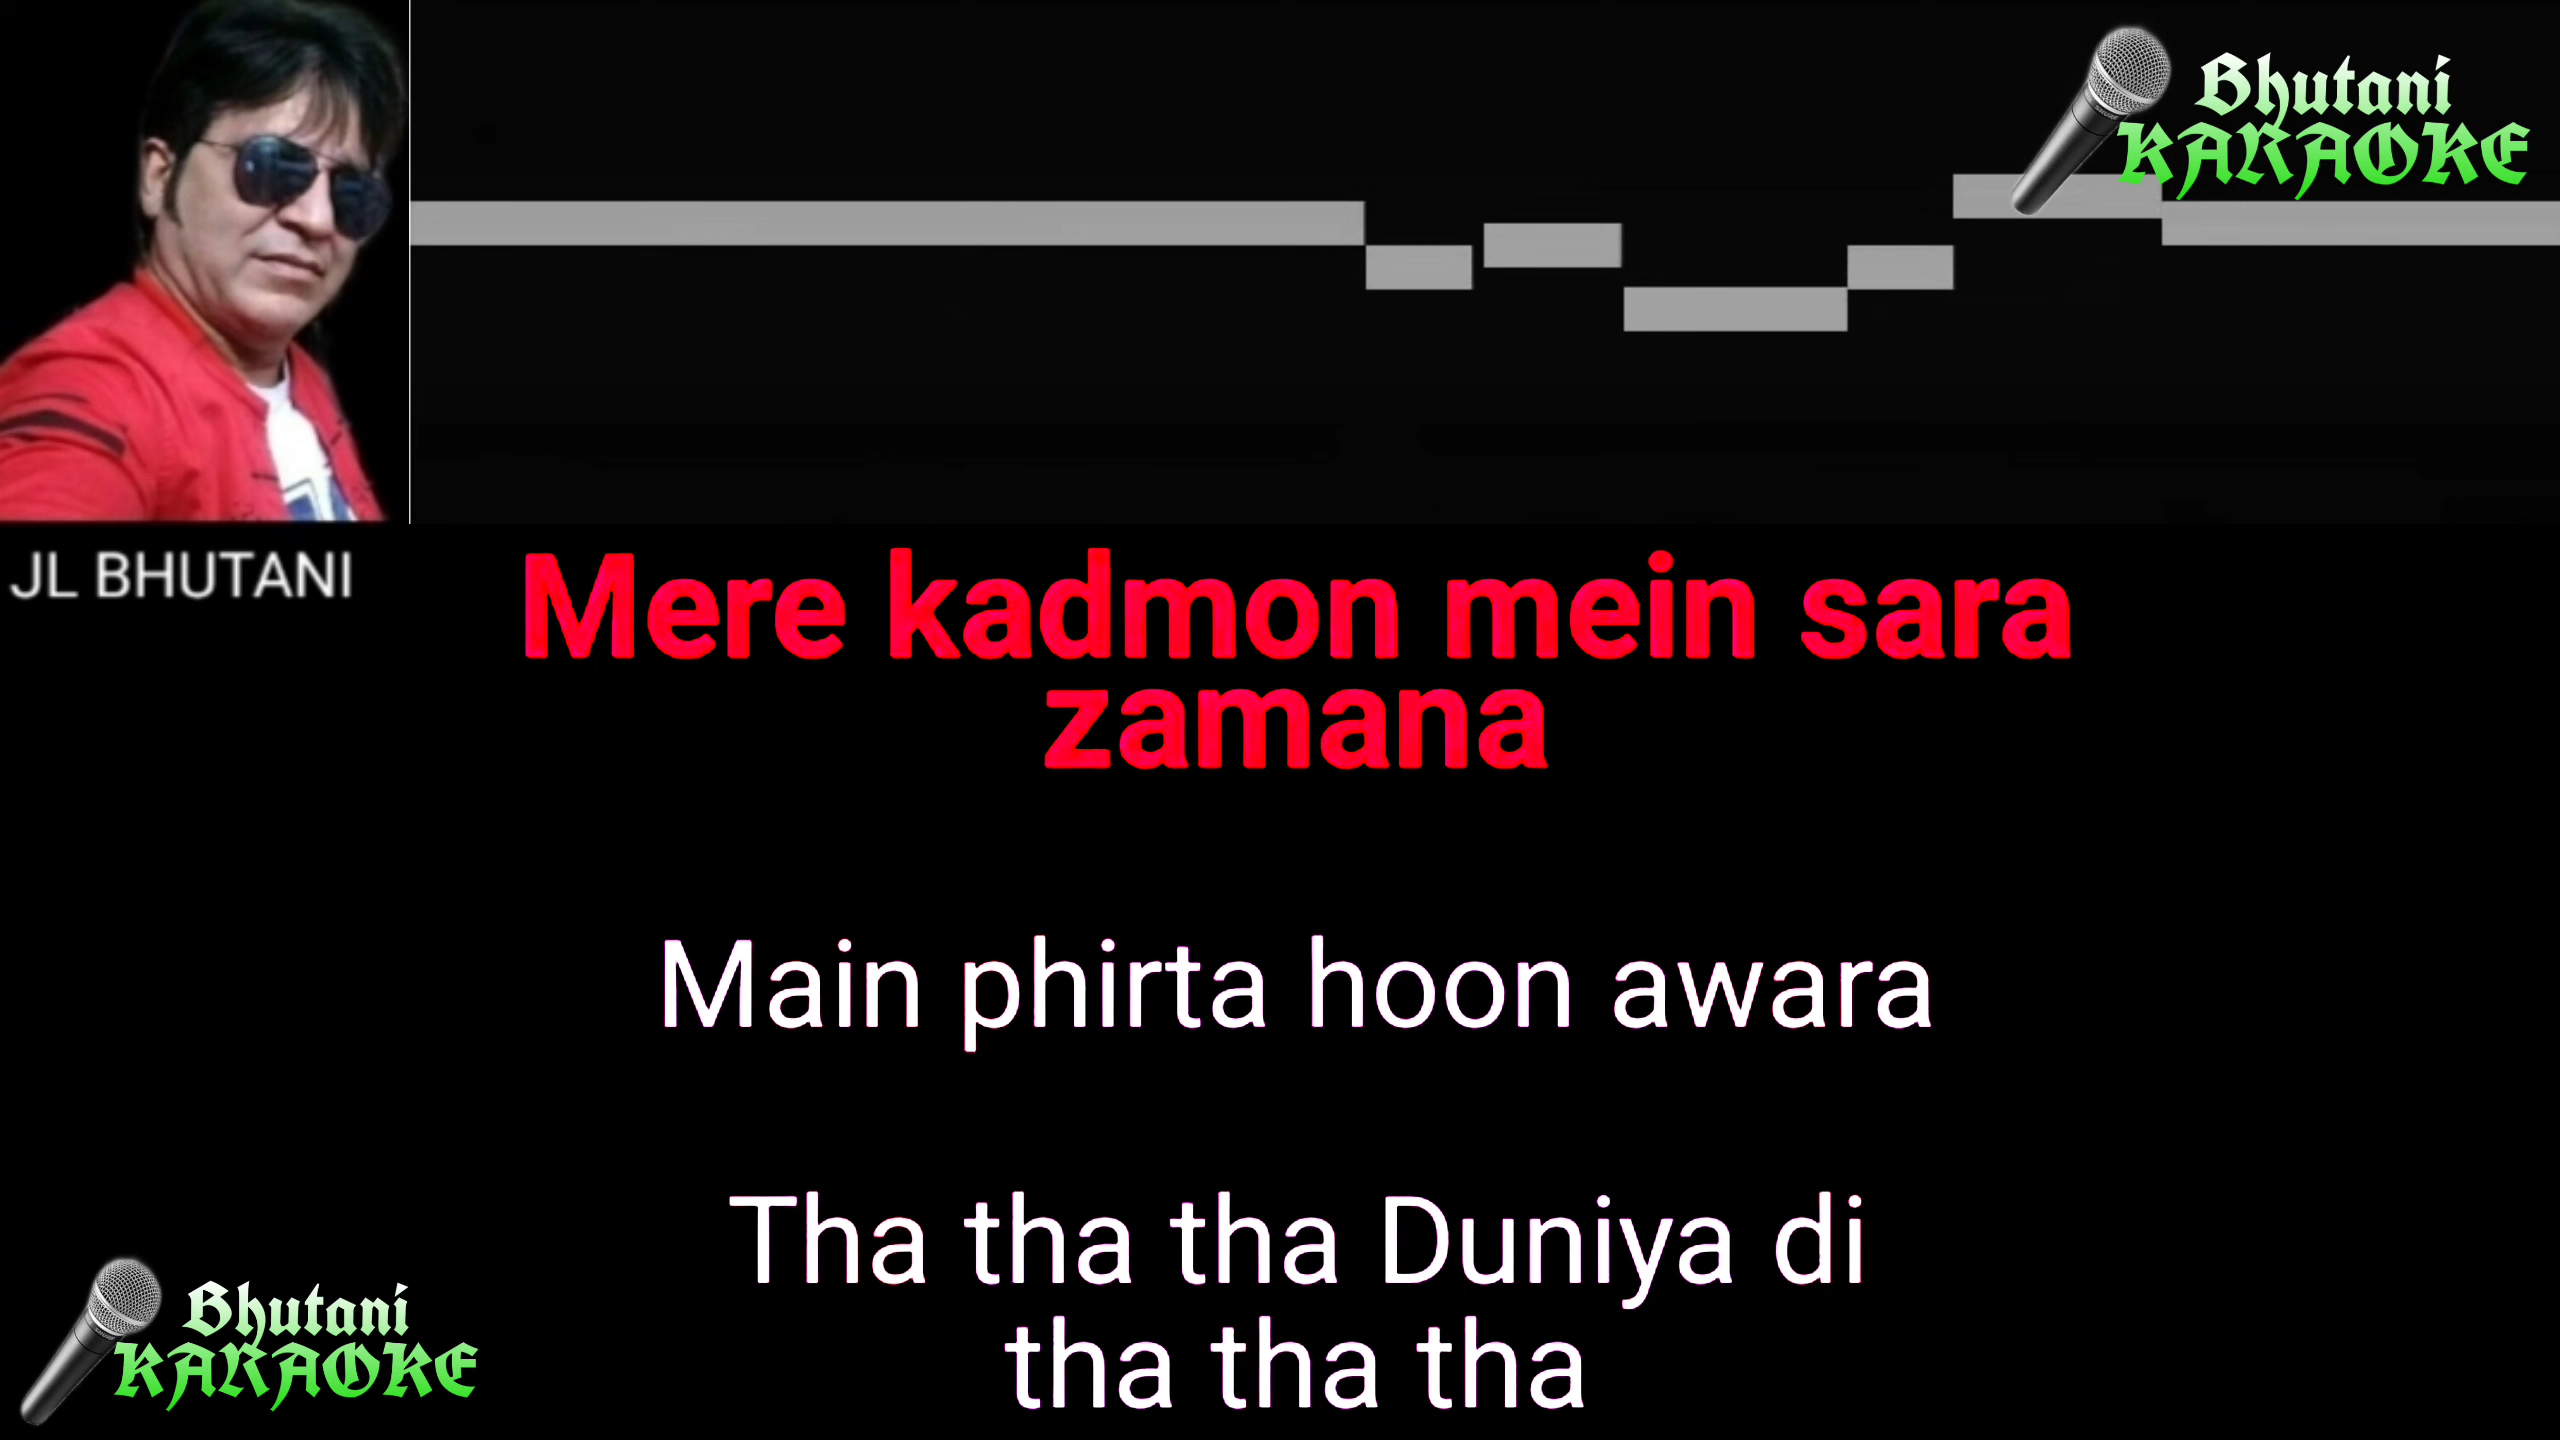 Bhutani
KARAOKE
JL BHUTANI
Mere kadmon mein sara
zamana
Main phirta hoon awara
Tha tha tha Duniya di
tha tha tha
Bhutani
KARAOKE